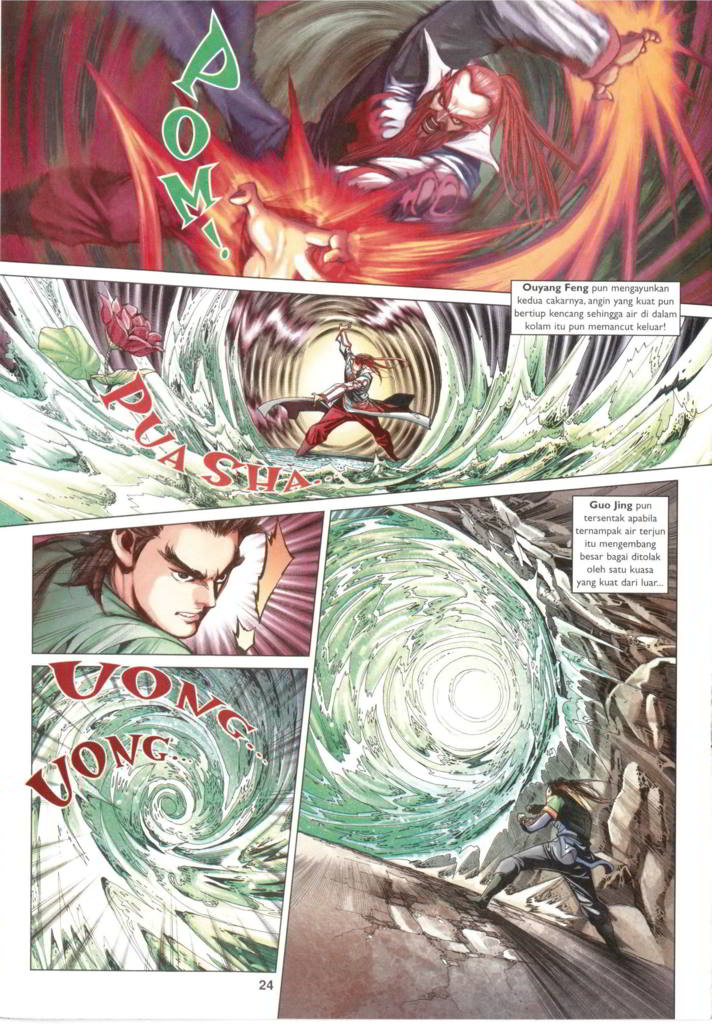 POM!
Ouyang Feng pun mengayunkan
kedua cakarnya, angin yang kuat pun
bertiup kencang sehingga air di dalam
kolam itu pun memancut keluar!
PUA SHA...
Guo Jing pun
tersentak apabila
ternampak air terjun
itu mengembang
besar bagai ditolak
oleh satu kuasa
yang kuat dari luar...
UONG...
UONG...
24